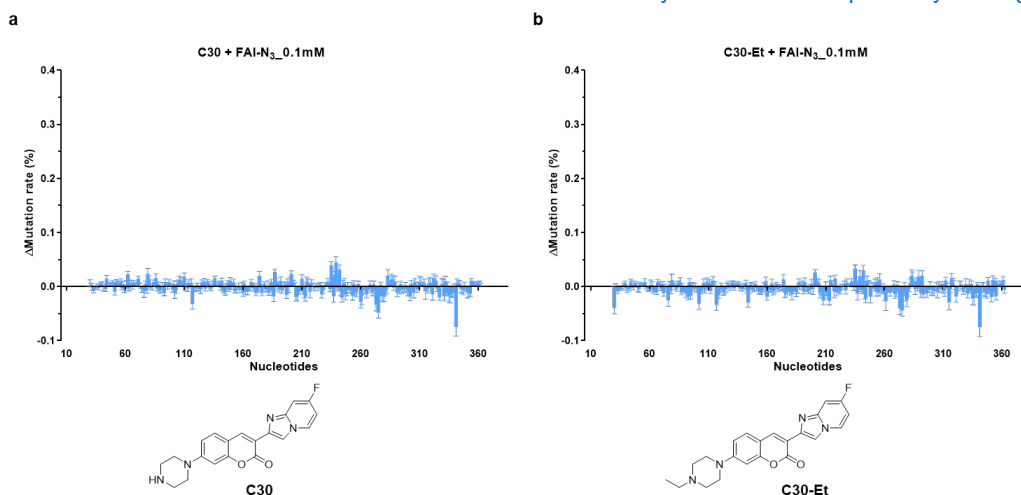 a
C30 + FAI-N₃_0.1mM
0.4
0.3
0.2
0.1
0.0
-0.1
ΔMutation rate (%)
10 60 110 160 210 260 310 360
Nucleotides
F
N
N
N
HN
O
O
C30
b
C30-Et + FAI-N₃_0.1mM
0.4
0.3
0.2
0.1
0.0
-0.1
ΔMutation rate (%)
10 60 110 160 210 260 310 360
Nucleotides
F
N
N
N
N
O
O
C30-Et